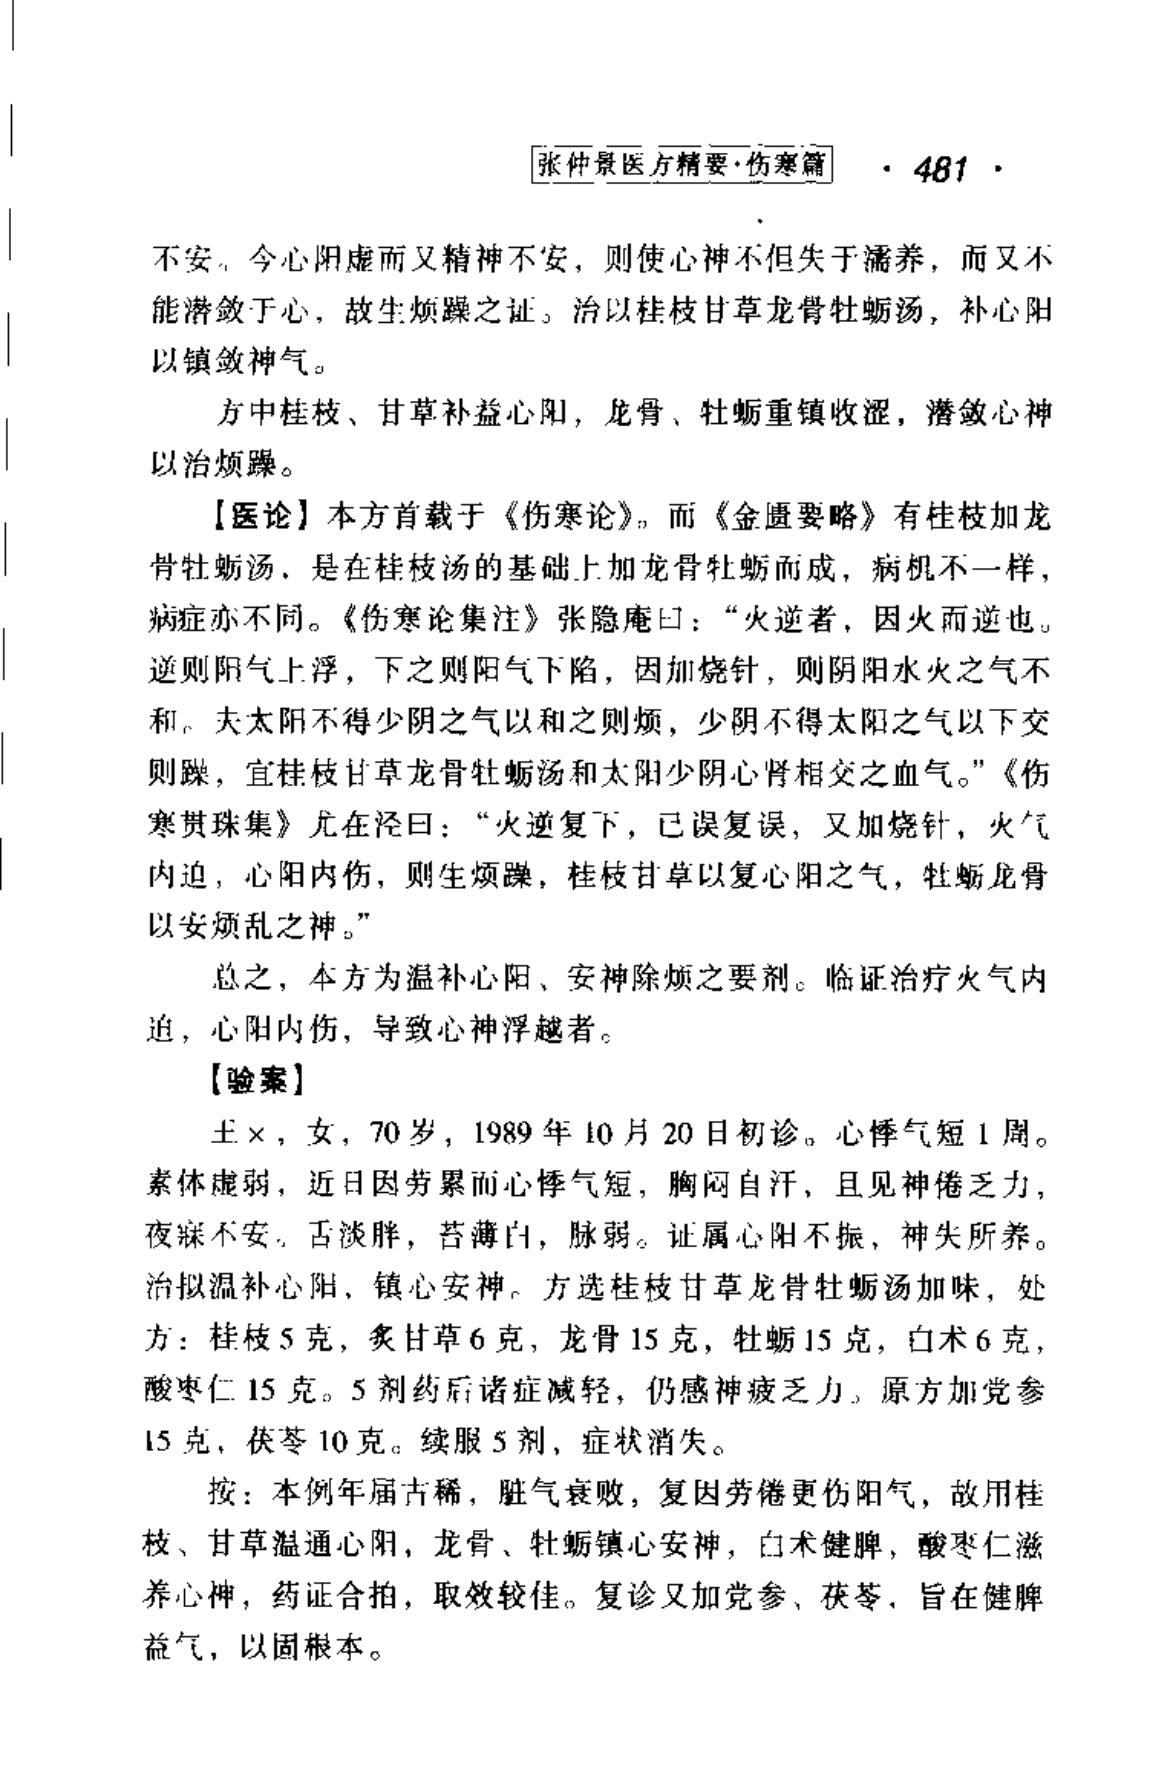 张仲景医方精要·伤寒篇 · 481 ·
不安。今心阳虚而又精神不安，则使心神不但失于濡养，而又不
能潜敛于心，故生烦躁之证。治以桂枝甘草龙骨牡蛎汤，补心阳
以镇敛神气。
方中桂枝、甘草补益心阳，龙骨、牡蛎重镇收涩，潜敛心神
以治烦躁。
【医论】本方首载于《伤寒论》。而《金匮要略》有桂枝加龙
骨牡蛎汤，是在桂枝汤的基础上加龙骨牡蛎而成，病机不一样，
病症亦不同。《伤寒论集注》张隐庵曰：“火逆者，因火而逆也。
逆则阳气上浮，下之则阳气下陷，因加烧针，则阴阳水火之气不
和。夫太阳不得少阴之气以和之则烦，少阴不得太阳之气以下交
则躁，宜桂枝甘草龙骨牡蛎汤和太阳少阴心肾相交之血气。”《伤
寒贯珠集》尤在泾曰：“火逆复下，已误复误，又加烧针，火气
内迫，心阳内伤，则生烦躁，桂枝甘草以复心阳之气，牡蛎龙骨
以安烦乱之神。”
总之，本方为温补心阳、安神除烦之要剂。临证治疗火气内
迫，心阳内伤，导致心神浮越者。
【验案】
王×，女，70岁，1989年10月20日初诊。心悸气短1周。
素体虚弱，近日因劳累而心悸气短，胸闷自汗，且见神倦乏力，
夜寐不安。舌淡胖，苔薄白，脉弱。证属心阳不振，神失所养。
治拟温补心阳，镇心安神。方选桂枝甘草龙骨牡蛎汤加味，处
方：桂枝5克，炙甘草6克，龙骨15克，牡蛎15克，白术6克，
酸枣仁15克。5剂药后诸症减轻，仍感神疲乏力。原方加党参
15克，茯苓10克。续服5剂，症状消失。
按：本例年届古稀，脏气衰败，复因劳倦更伤阳气，故用桂
枝、甘草温通心阳，龙骨、牡蛎镇心安神，白术健脾，酸枣仁滋
养心神，药证合拍，取效较佳。复诊又加党参、茯苓，旨在健脾
益气，以固根本。